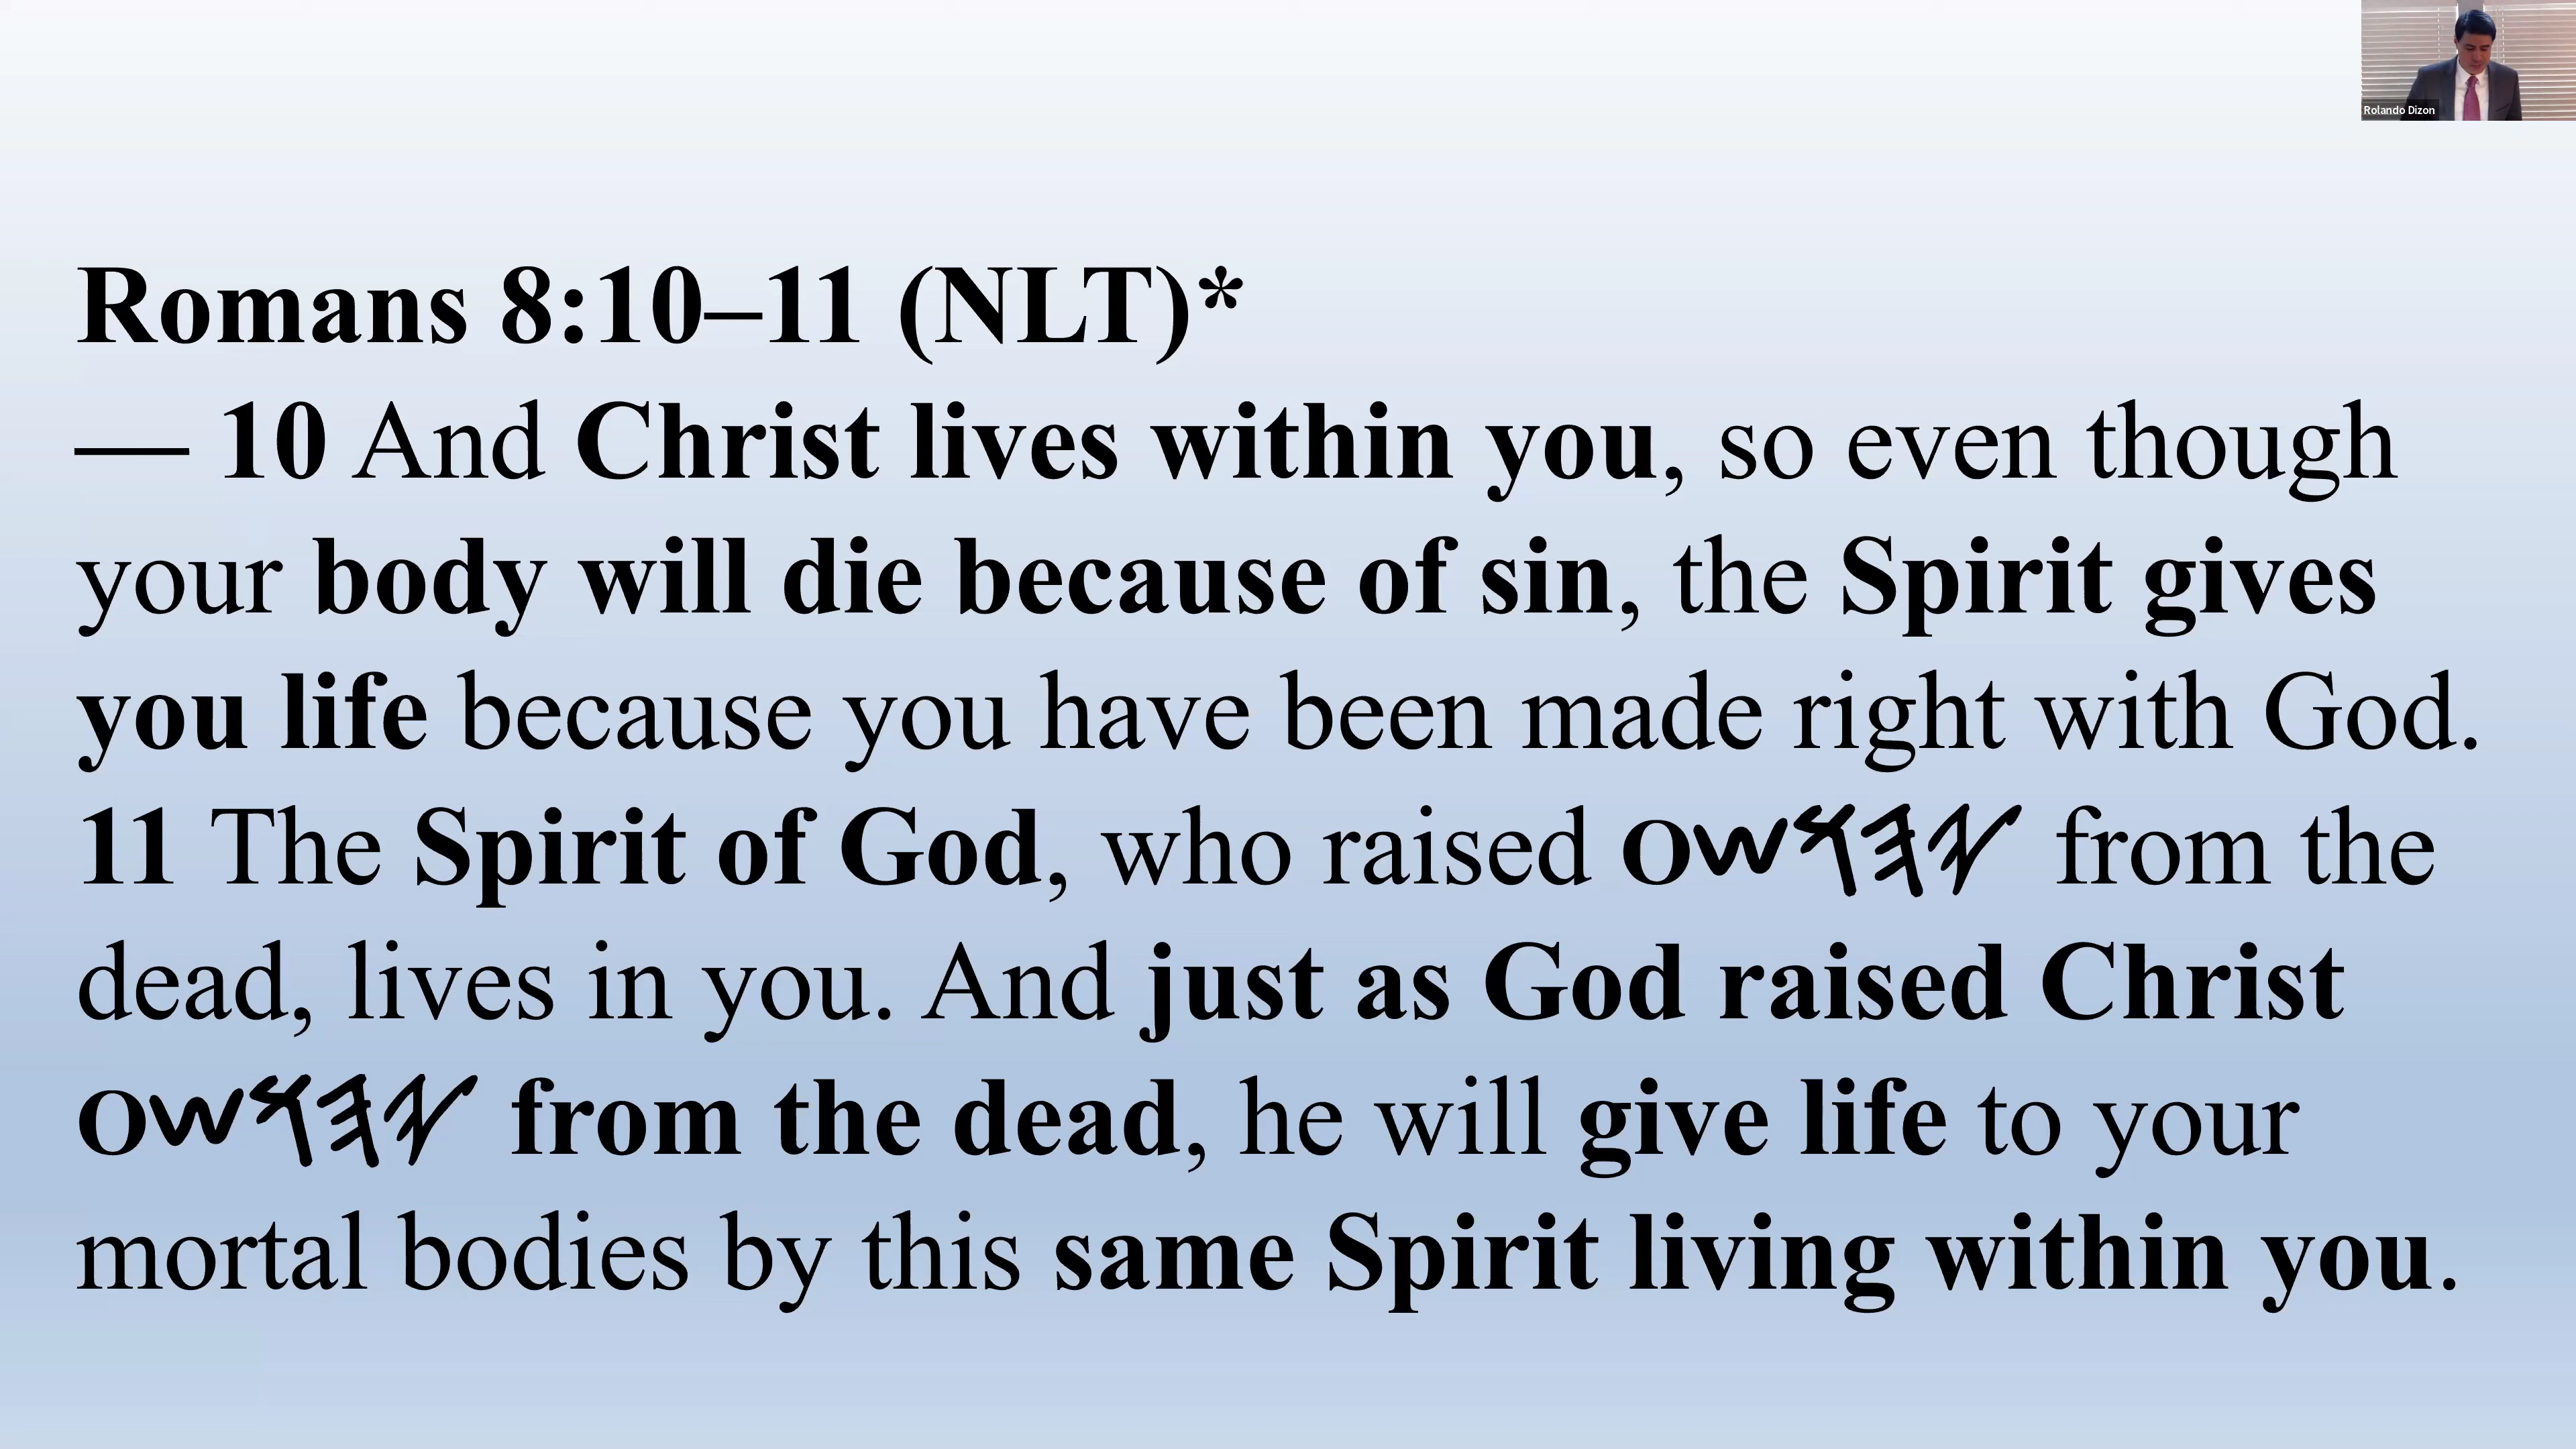 Rolando Dizon
Romans 8:10–11 (NLT)*
— 10 And Christ lives within you, so even though
your body will die because of sin, the Spirit gives
you life because you have been made right with God.
11 The Spirit of God, who raised 𐤉𐤄𐤅𐤔𐤏 from the
dead, lives in you. And just as God raised Christ
𐤉𐤄𐤅𐤔𐤏 from the dead, he will give life to your
mortal bodies by this same Spirit living within you.